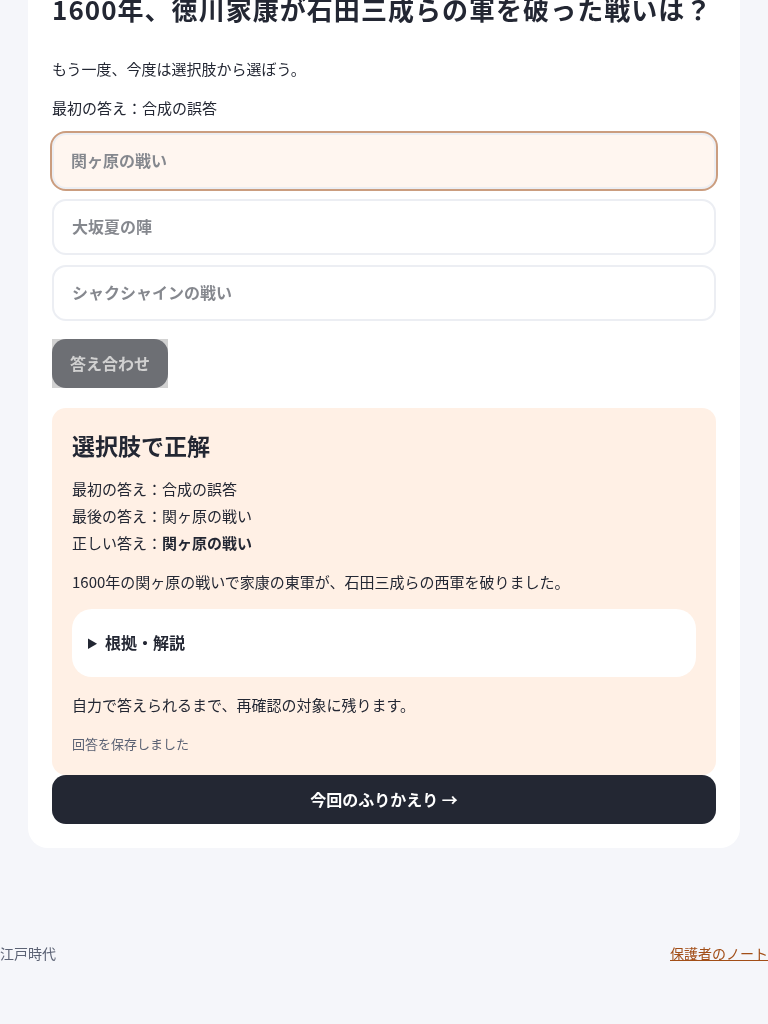 1600年、徳川家康が石田三成らの軍を破った戦いは？
もう一度、今度は選択肢から選ぼう。
最初の答え：合成の誤答
関ヶ原の戦い
大坂夏の陣
シャクシャインの戦い
答え合わせ
選択肢で正解
最初の答え：合成の誤答
最後の答え：関ヶ原の戦い
正しい答え：関ヶ原の戦い
1600年の関ヶ原の戦いで家康の東軍が、石田三成らの西軍を破りました。
▶ 根拠・解説
自力で答えられるまで、再確認の対象に残ります。
回答を保存しました
今回のふりかえり →
江戸時代
保護者のノート